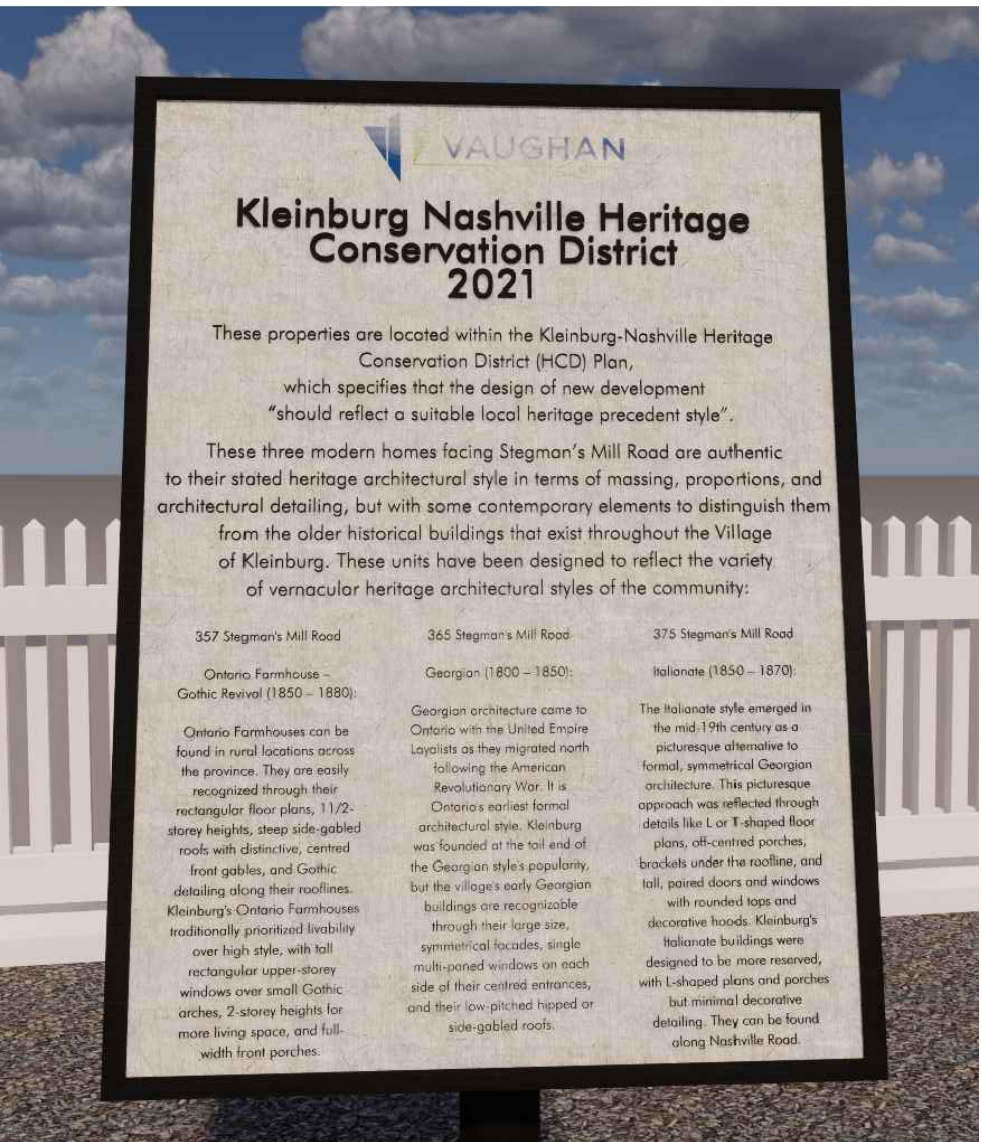 VAUGHAN
Kleinburg Nashville Heritage
Conservation District
2021
These properties are located within the Kleinburg-Nashville Heritage
Conservation District (HCD) Plan,
which specifies that the design of new development
“should reflect a suitable local heritage precedent style”.
These three modern homes facing Stegman's Mill Road are authentic
to their stated heritage architectural style in terms of massing, proportions, and
architectural detailing, but with some contemporary elements to distinguish them
from the older historical buildings that exist throughout the Village
of Kleinburg. These units have been designed to reflect the variety
of vernacular heritage architectural styles of the community:
357 Stegman's Mill Road
Ontario Farmhouse –
Gothic Revival (1850 – 1880):
Ontario Farmhouses can be
found in rural locations across
the province. They are easily
recognized through their
rectangular floor plans, 11/2-
storey heights, steep side-gabled
roofs with distinctive, centred
front gables, and Gothic
detailing along their rooflines.
Kleinburg's Ontario Farmhouses
traditionally prioritized livability
over high style, with tall
rectangular upper-storey
windows over small Gothic
arches, 2-storey heights for
more living space, and full-
width front porches.
365 Stegman's Mill Road
Georgian (1800 – 1850):
Georgian architecture came to
Ontario with the United Empire
Loyalists as they migrated north
following the American
Revolutionary War. It is
Ontario's earliest formal
architectural style. Kleinburg
was founded at the tail end of
the Georgian style's popularity,
but the village's early Georgian
buildings are recognizable
through their large size,
symmetrical facades, single
multi-paned windows on each
side of their centred entrances,
and their low-pitched hipped or
side-gabled roofs.
375 Stegman's Mill Road
Italianate (1850 – 1870):
The Italianate style emerged in
the mid-19th century as a
picturesque alternative to
formal, symmetrical Georgian
architecture. This picturesque
approach was reflected through
details like L or T-shaped floor
plans, off-centred porches,
brackets under the roofline, and
tall, paired doors and windows
with rounded tops and
decorative hoods. Kleinburg's
Italianate buildings were
designed to be more reserved,
with L-shaped plans and porches
but minimal decorative
detailing. They can be found
along Nashville Road.